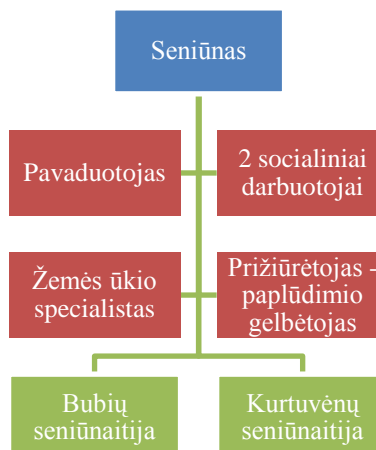 Seniūnas
Pavaduotojas
2 socialiniai
darbuotojai
Žemės ūkio
specialistas
Prižiūrėtojas -
paplūdimio
gelbėtojas
Bubių
seniūnaitija
Kurtuvėnų
seniūnaitija